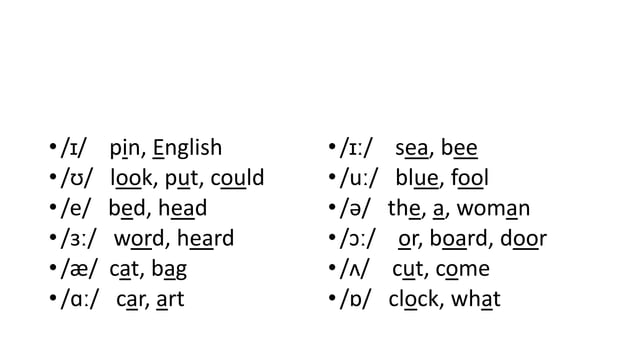 • /ɪ/ pin, English
• /ʊ/ look, put, could
• /e/ bed, head
• /ɜː/ word, heard
• /æ/ cat, bag
• /ɑː/ car, art
• /ɪː/ sea, bee
• /uː/ blue, fool
• /ə/ the, a, woman
• /ɔː/ or, board, door
• /ʌ/ cut, come
• /ɒ/ clock, what